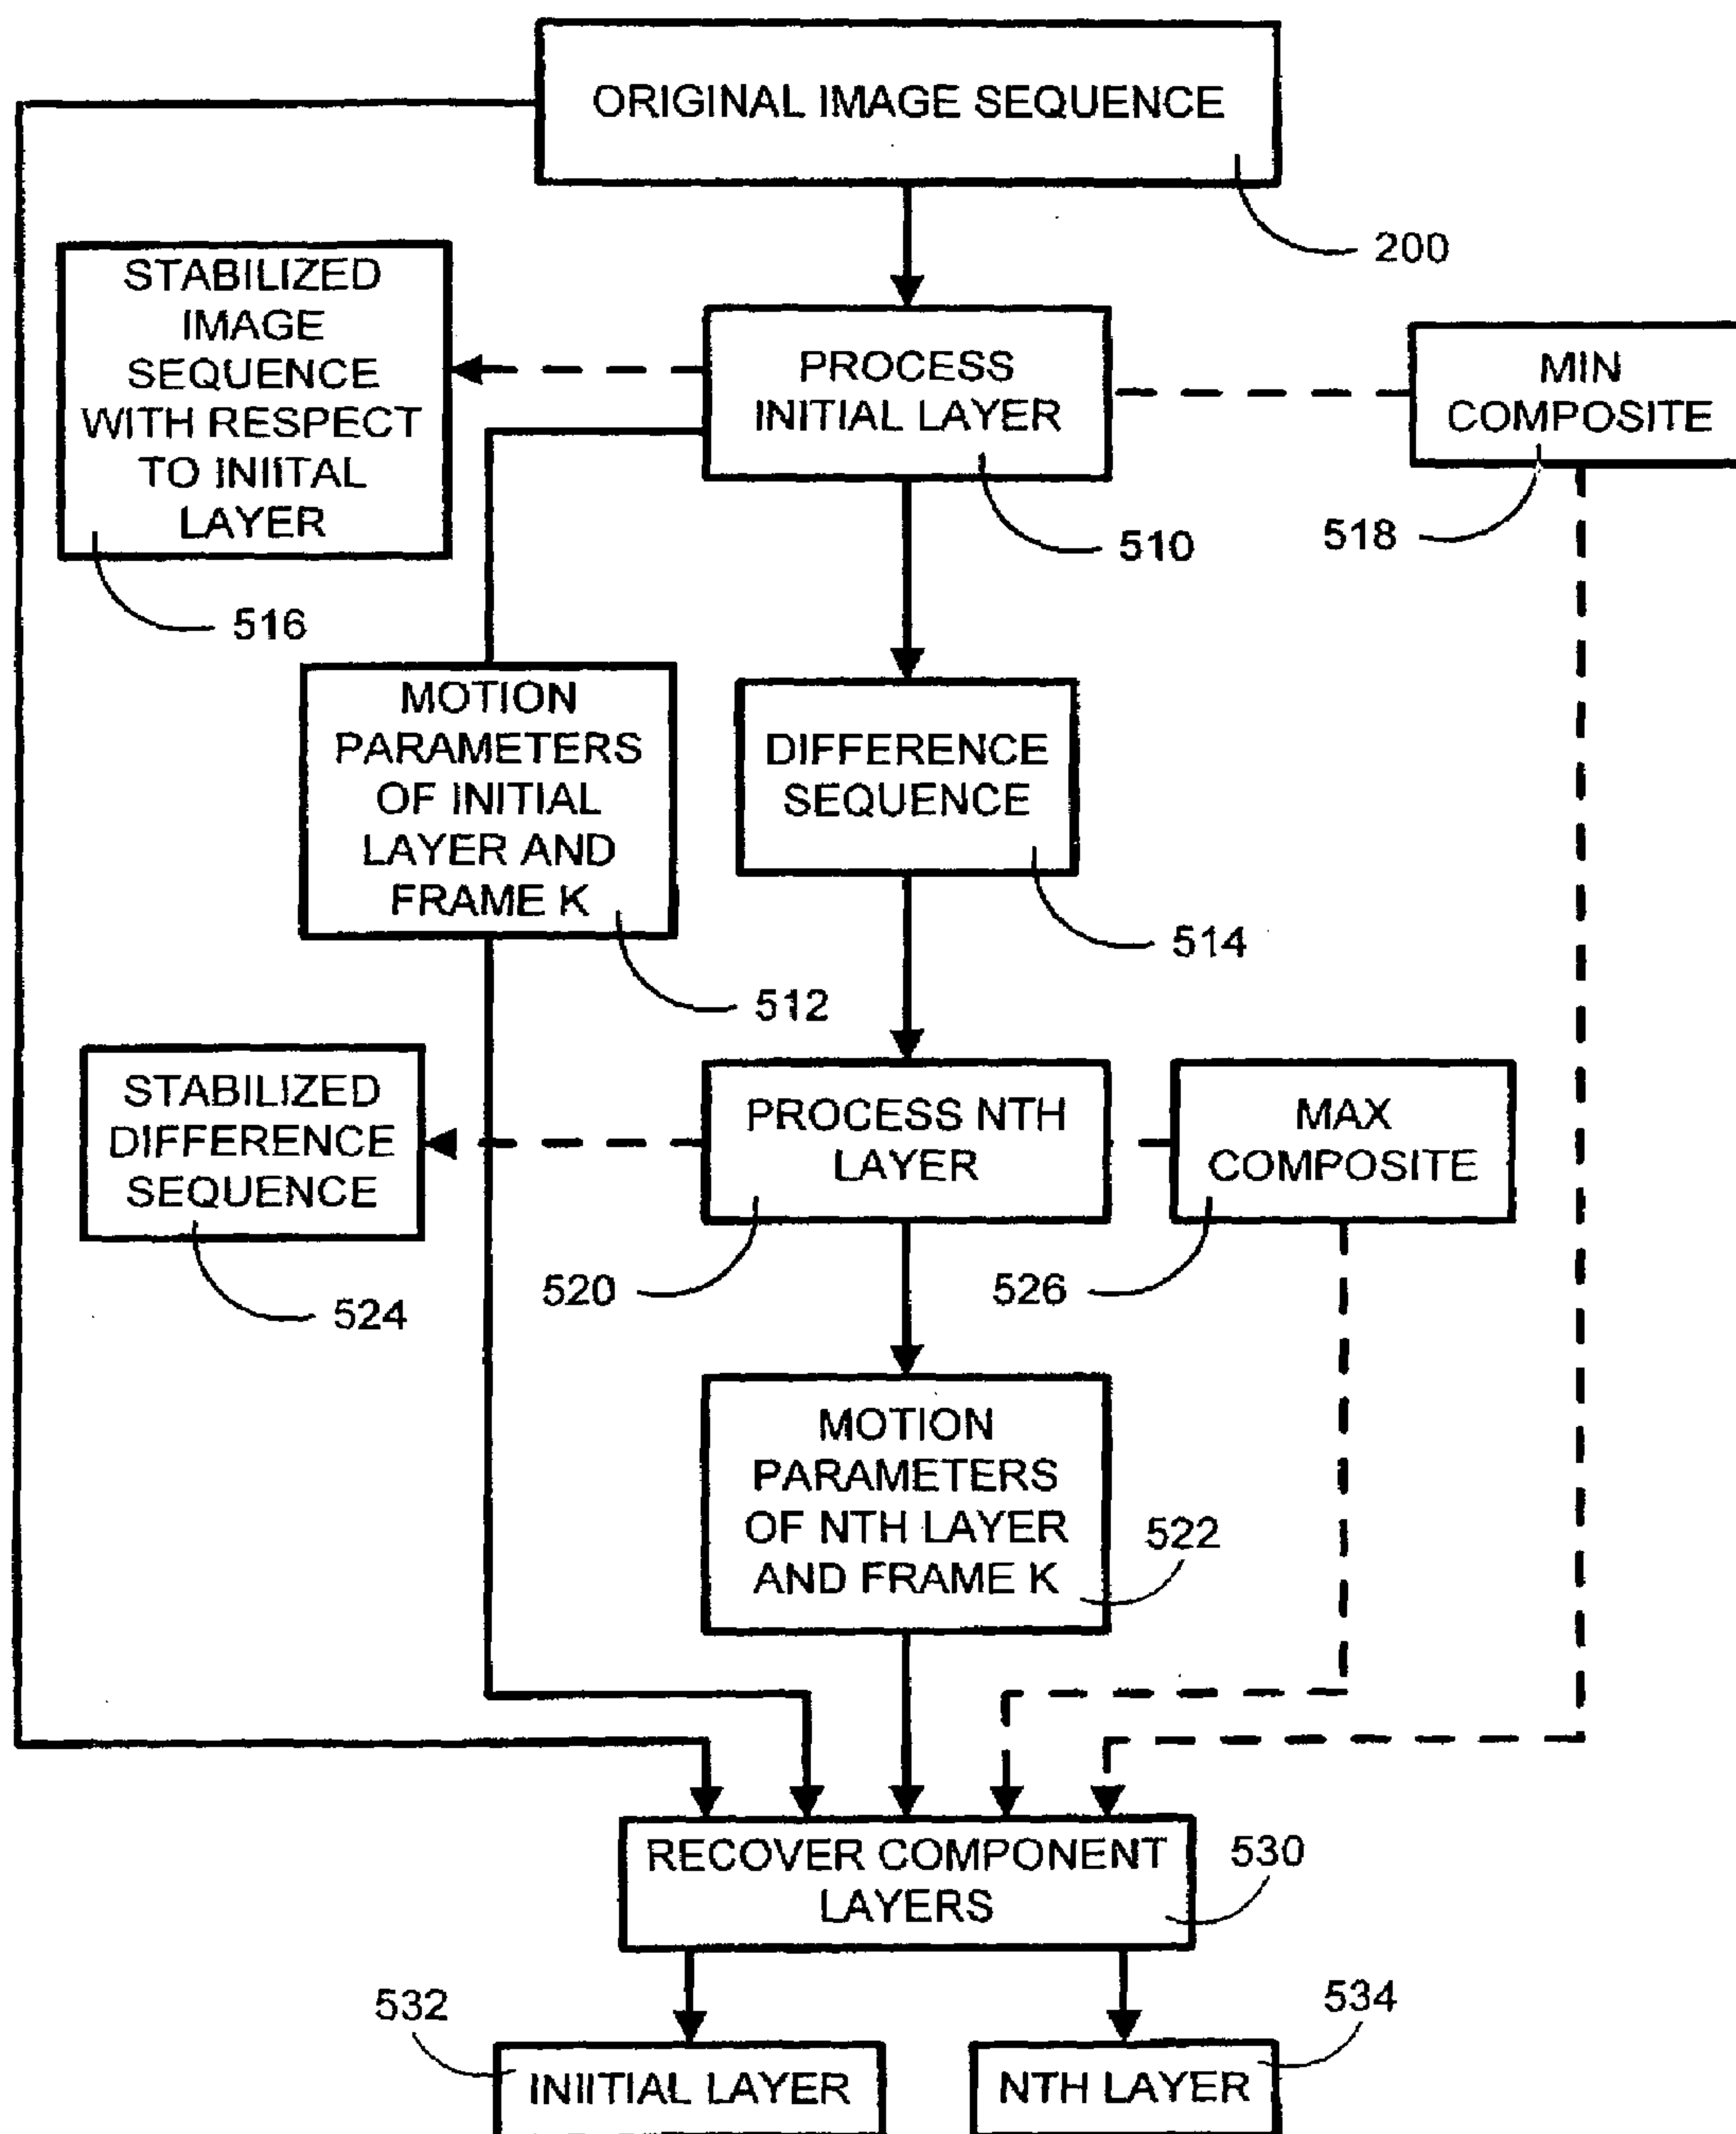 ORIGINAL IMAGE SEQUENCE
200
STABILIZED
IMAGE
SEQUENCE
WITH RESPECT
TO INIITAL
LAYER
516
PROCESS
INITIAL LAYER
510
MIN
COMPOSITE
518
MOTION
PARAMETERS
OF INITIAL
LAYER AND
FRAME K
512
DIFFERENCE
SEQUENCE
514
STABILIZED
DIFFERENCE
SEQUENCE
524
PROCESS NTH
LAYER
520
MAX
COMPOSITE
526
MOTION
PARAMETERS
OF NTH LAYER
AND FRAME K
522
RECOVER COMPONENT
LAYERS
530
532
INIITIAL LAYER
534
NTH LAYER